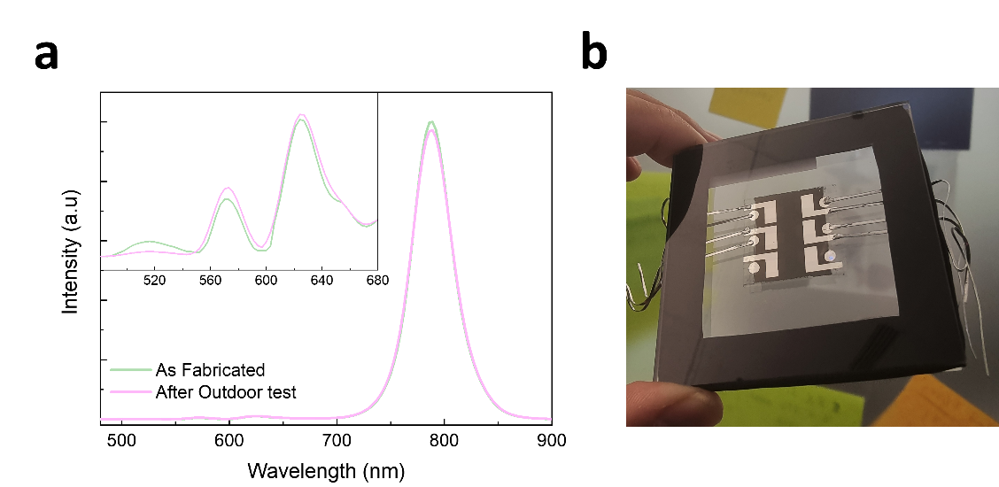 a
b
520 560 600 640 680
Intensity (a.u)
As Fabricated
After Outdoor test
500 600 700 800 900
Wavelength (nm)